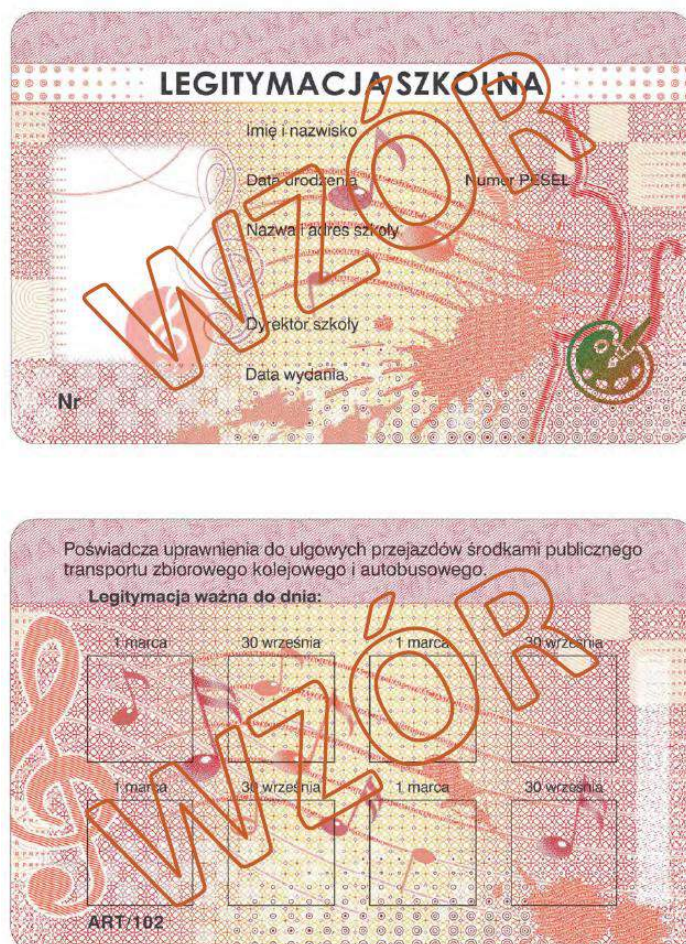 LEGITYMACJA SZKOLNA
Imię i nazwisko
Data urodzenia Numer PESEL
Nazwa i adres szkoły
Dyrektor szkoły
Data wydania
Nr
WZÓR
Poświadcza uprawnienia do ulgowych przejazdów środkami publicznego
transportu zbiorowego kolejowego i autobusowego.
Legitymacja ważna do dnia:
1 marca 30 września 1 marca 30 września
1 marca 30 września 1 marca 30 września
ART/102
WZÓR